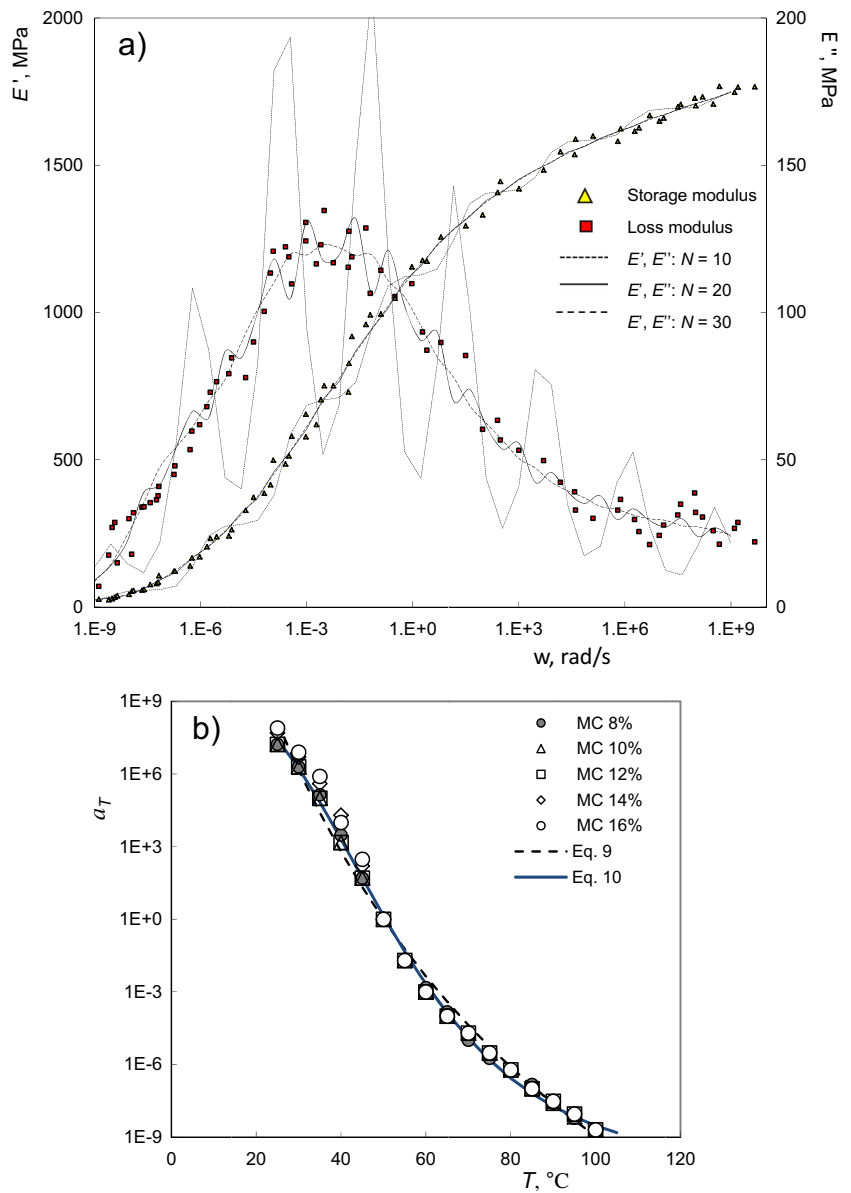 a)
E', MPa
E", MPa
2000
1500
1000
500
0
200
150
100
50
0
Storage modulus
Loss modulus
E', E'': N = 10
E', E'': N = 20
E', E'': N = 30
1.E-9 1.E-6 1.E-3 1.E+0 1.E+3 1.E+6 1.E+9
w, rad/s
b)
a_T
1E+9
1E+6
1E+3
1E+0
1E-3
1E-6
1E-9
MC 8%
MC 10%
MC 12%
MC 14%
MC 16%
Eq. 9
Eq. 10
0 20 40 60 80 100 120
T, °C